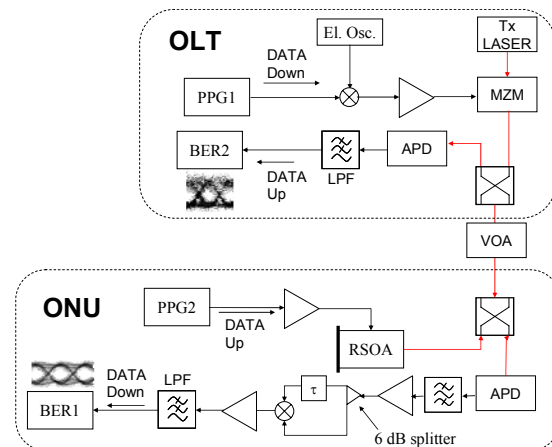 OLT
El. Osc.
Tx
LASER
DATA
Down
PPG1
MZM
BER2
APD
LPF
DATA
Up
VOA
ONU
PPG2
DATA
Up
RSOA
DATA
Down
LPF
τ
BER1
APD
6 dB splitter